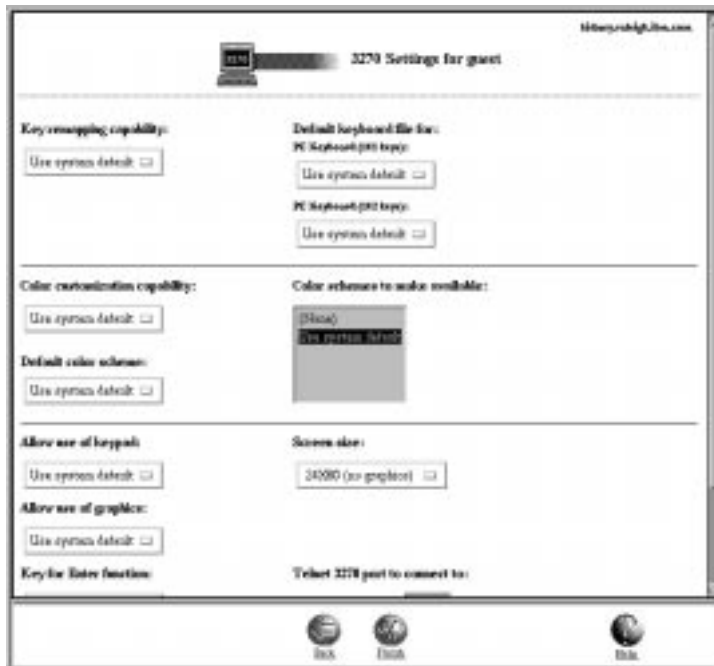 3270
3270 Settings for guest
Key remapping capability:
Use system default
Default keyboard file for:
PC Keyboard (101 keys):
Use system default
PC Keyboard (102 keys):
Use system default
Color customization capability:
Use system default
Color schemes to make available:
(None)
Use system default
Default color scheme:
Use system default
Allow use of keypad:
Use system default
Screen size:
24X80 (no graphics)
Allow use of graphics:
Use system default
Key for Enter function:
Telnet 3270 port to connect to:
Back
Finish
Help